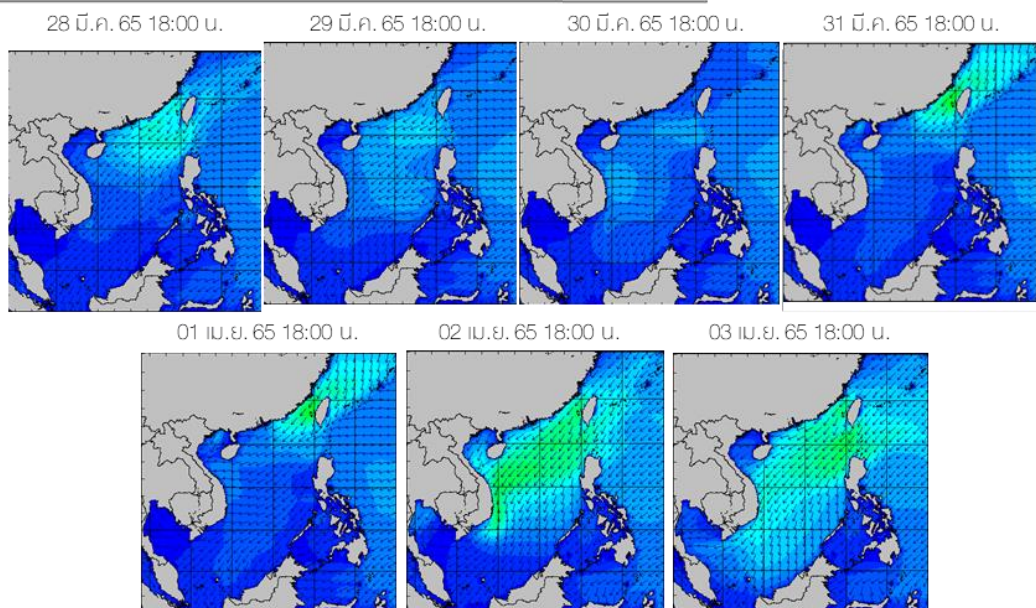 28 มี.ค. 65 18:00 น.
29 มี.ค. 65 18:00 น.
30 มี.ค. 65 18:00 น.
31 มี.ค. 65 18:00 น.
01 เม.ย. 65 18:00 น.
02 เม.ย. 65 18:00 น.
03 เม.ย. 65 18:00 น.